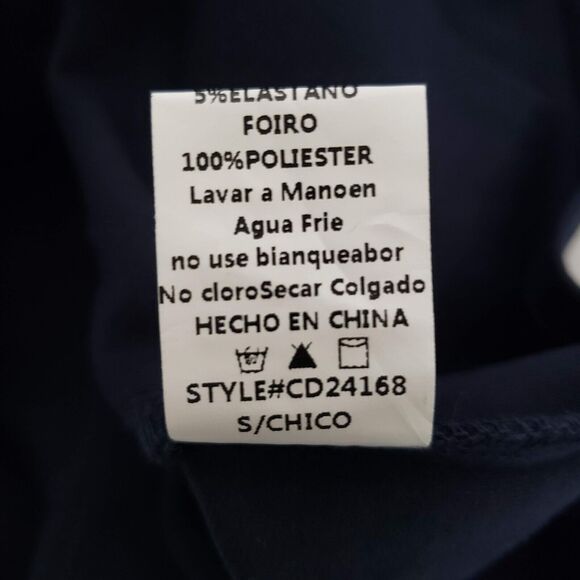 5%ELASTANO
FOIRO
100%POLIESTER
Lavar a Manoen
Agua Frie
no use bianqueabor
No cloroSecar Colgado
HECHO EN CHINA
STYLE#CD24168
S/CHICO